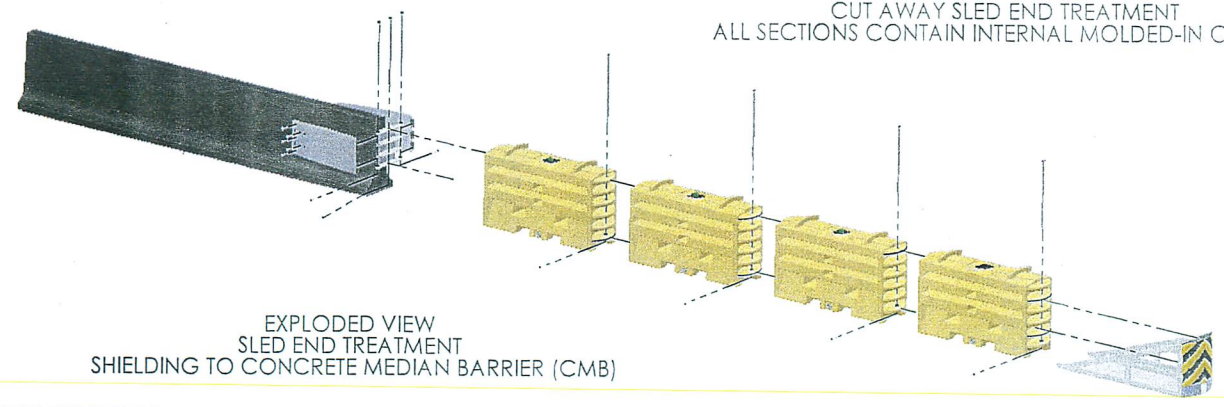 CUT AWAY SLED END TREATMENT
ALL SECTIONS CONTAIN INTERNAL MOLDED-IN C
EXPLODED VIEW
SLED END TREATMENT
SHIELDING TO CONCRETE MEDIAN BARRIER (CMB)